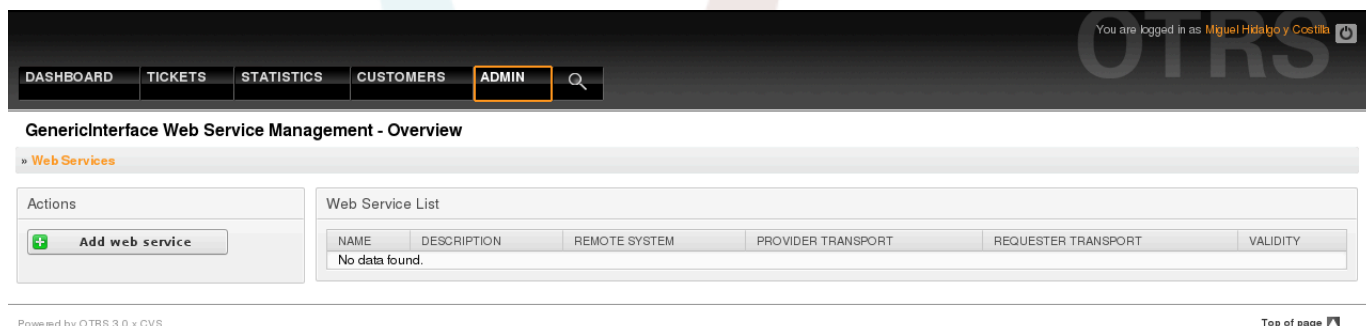 OTRS
You are logged in as Miguel Hidalgo y Costilla
DASHBOARD TICKETS STATISTICS CUSTOMERS ADMIN
GenericInterface Web Service Management - Overview
» Web Services
Actions
Add web service
Web Service List
NAME DESCRIPTION REMOTE SYSTEM PROVIDER TRANSPORT REQUESTER TRANSPORT VALIDITY
No data found.
Powered by OTRS 3.0.x CVS
Top of page